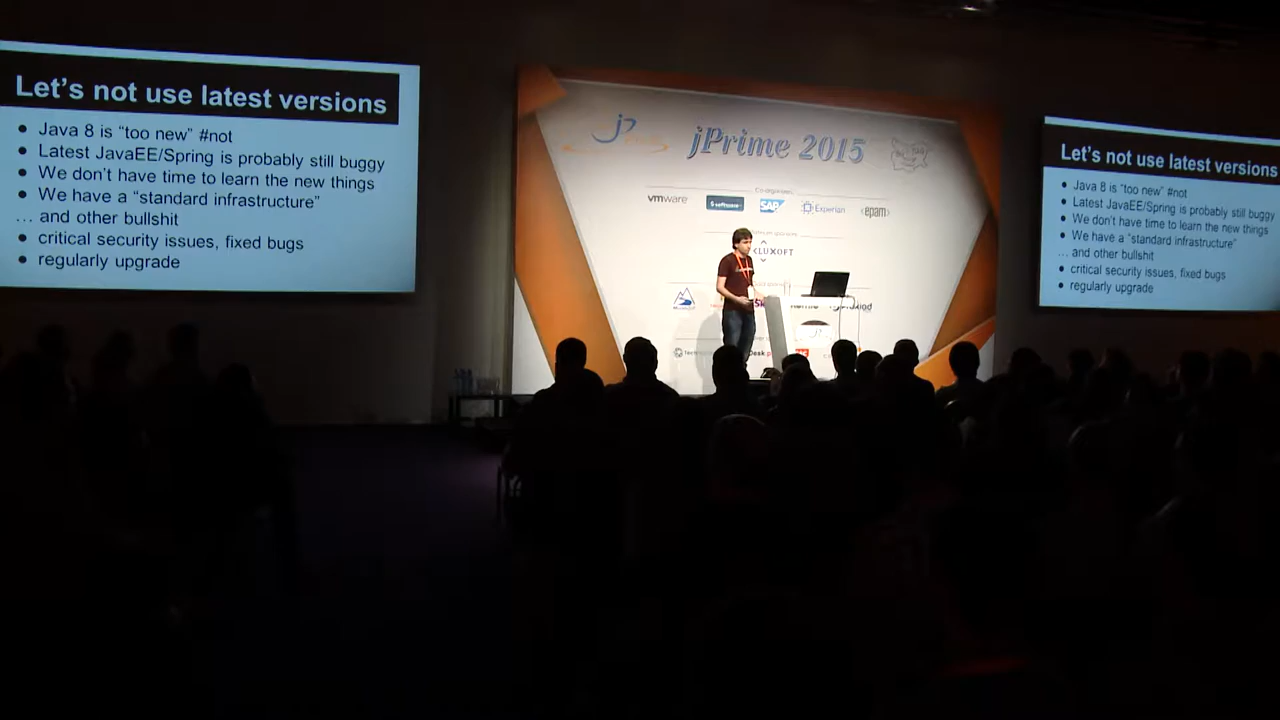 Let's not use latest versions
● Java 8 is “too new” #not
● Latest JavaEE/Spring is probably still buggy
● We don't have time to learn the new things
● We have a “standard infrastructure”
… and other bullshit
● critical security issues, fixed bugs
● regularly upgrade
jPrime 2015
Co-organizers
vmware
software
SAP
Experian
<epam>
LUXOFT
Let's not use latest versions
● Java 8 is “too new” #not
● Latest JavaEE/Spring is probably still buggy
● We don't have time to learn the new things
● We have a “standard infrastructure”
… and other bullshit
● critical security issues, fixed bugs
● regularly upgrade